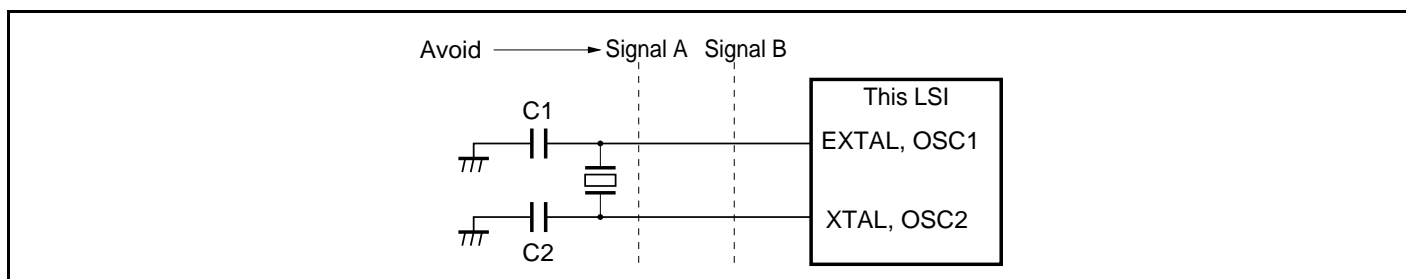 Avoid Signal A Signal B
This LSI
C1
EXTAL, OSC1
XTAL, OSC2
C2